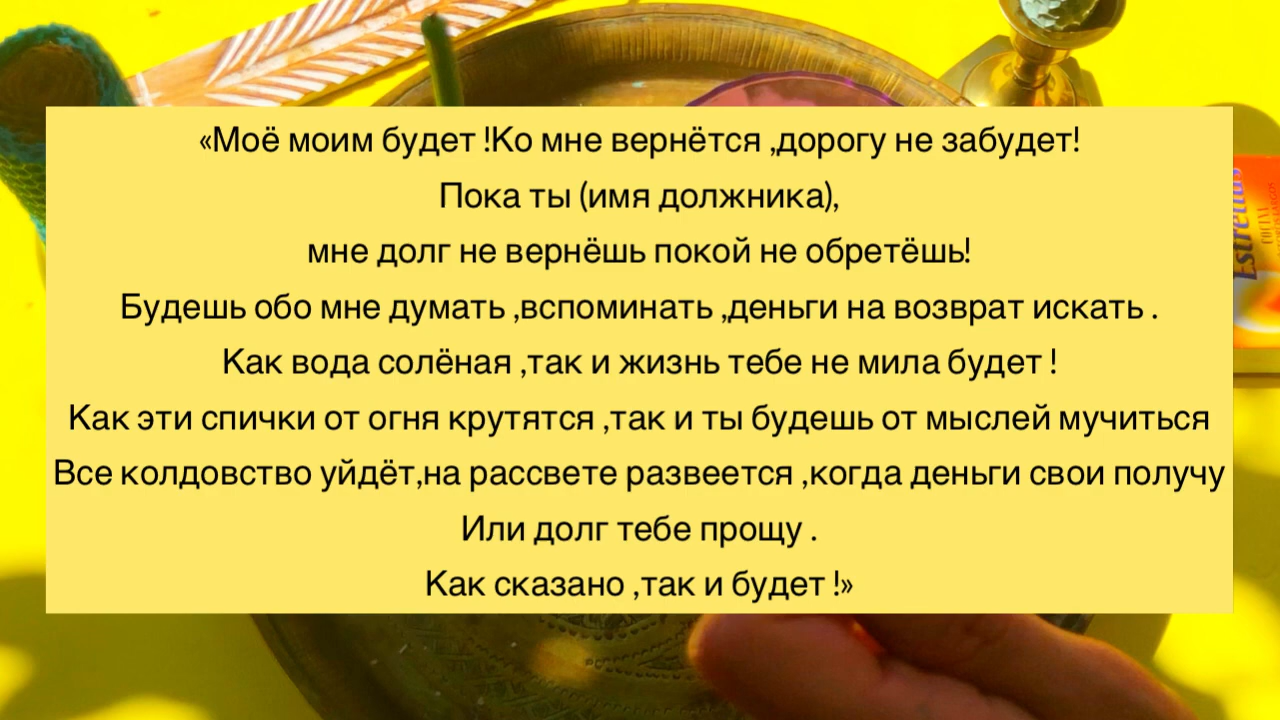 «Моё моим будет !Ко мне вернётся ,дорогу не забудет!
Пока ты (имя должника),
мне долг не вернёшь покой не обретёшь!
Будешь обо мне думать ,вспоминать ,деньги на возврат искать .
Как вода солёная ,так и жизнь тебе не мила будет !
Как эти спички от огня крутятся ,так и ты будешь от мыслей мучиться
Все колдовство уйдёт,на рассвете развеется ,когда деньги свои получу
Или долг тебе прощу .
Как сказано ,так и будет !»
Estrellas